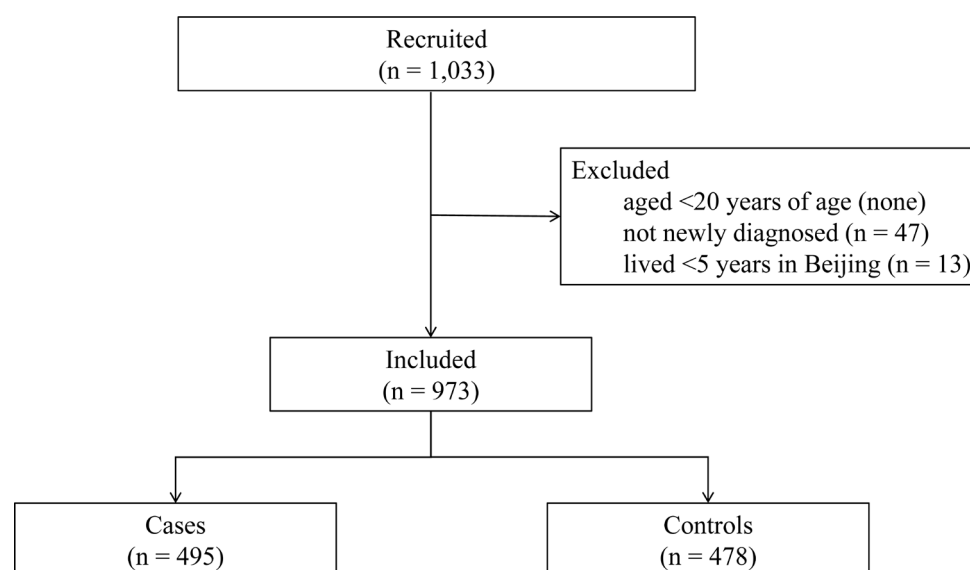 Recruited
(n = 1,033)
Excluded
aged <20 years of age (none)
not newly diagnosed (n = 47)
lived <5 years in Beijing (n = 13)
Included
(n = 973)
Cases
(n = 495)
Controls
(n = 478)